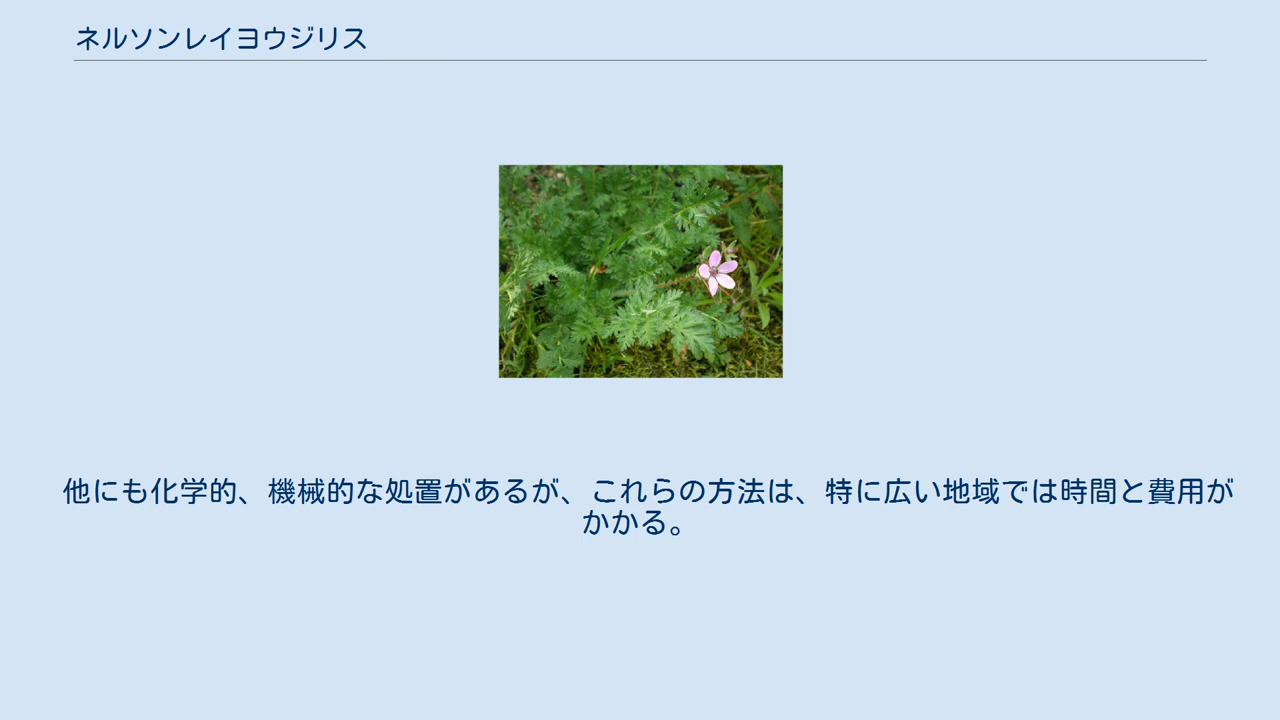 ネルソンレイヨウジリス
他にも化学的、機械的な処置があるが、これらの方法は、特に広い地域では時間と費用が
かかる。